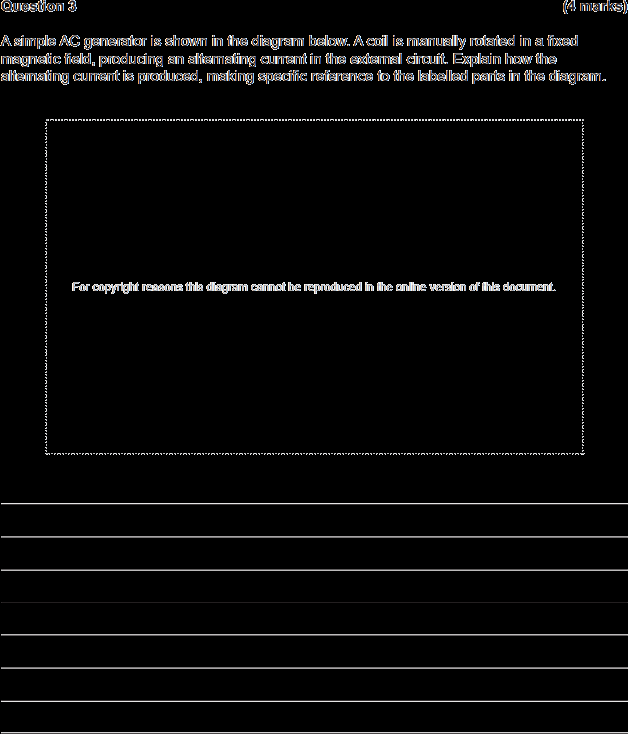 Question 3 (4 marks)
A simple AC generator is shown in the diagram below. A coil is manually rotated in a fixed
magnetic field, producing an alternating current in the external circuit. Explain how the
alternating current is produced, making specific reference to the labelled parts in the diagram.
For copyright reasons this diagram cannot be reproduced in the online version of this document.